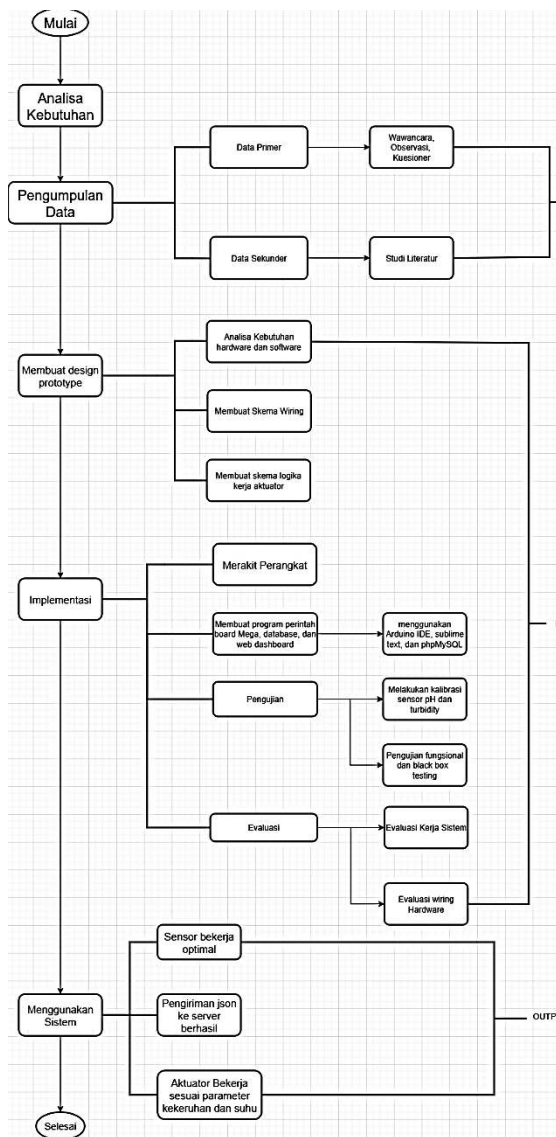 Mulai
Analisa
Kebutuhan
Data Primer
Wawancara,
Observasi,
Kuesioner
Pengumpulan
Data
Data Sekunder
Studi Literatur
Analisa Kebutuhan
hardware dan software
Membuat design
prototype
Membuat Skema Wiring
Membuat skema logika
kerja aktuator
Merakit Perangkat
Implementasi
Membuat program perintah
board Mega, database, dan
web dashboard
menggunakan
Arduino IDE, sublime
text, dan phpMySQL
Pengujian
Melakukan kalibrasi
sensor pH dan
turbidity
Pengujian fungsional
dan black box
testing
Evaluasi
Evaluasi Kerja Sistem
Evaluasi wiring
Hardware
Sensor bekerja
optimal
Menggunakan
Sistem
Pengiriman json
ke server
berhasil
OUTP
Aktuator Bekerja
sesuai parameter
kekeruhan dan suhu
Selesai